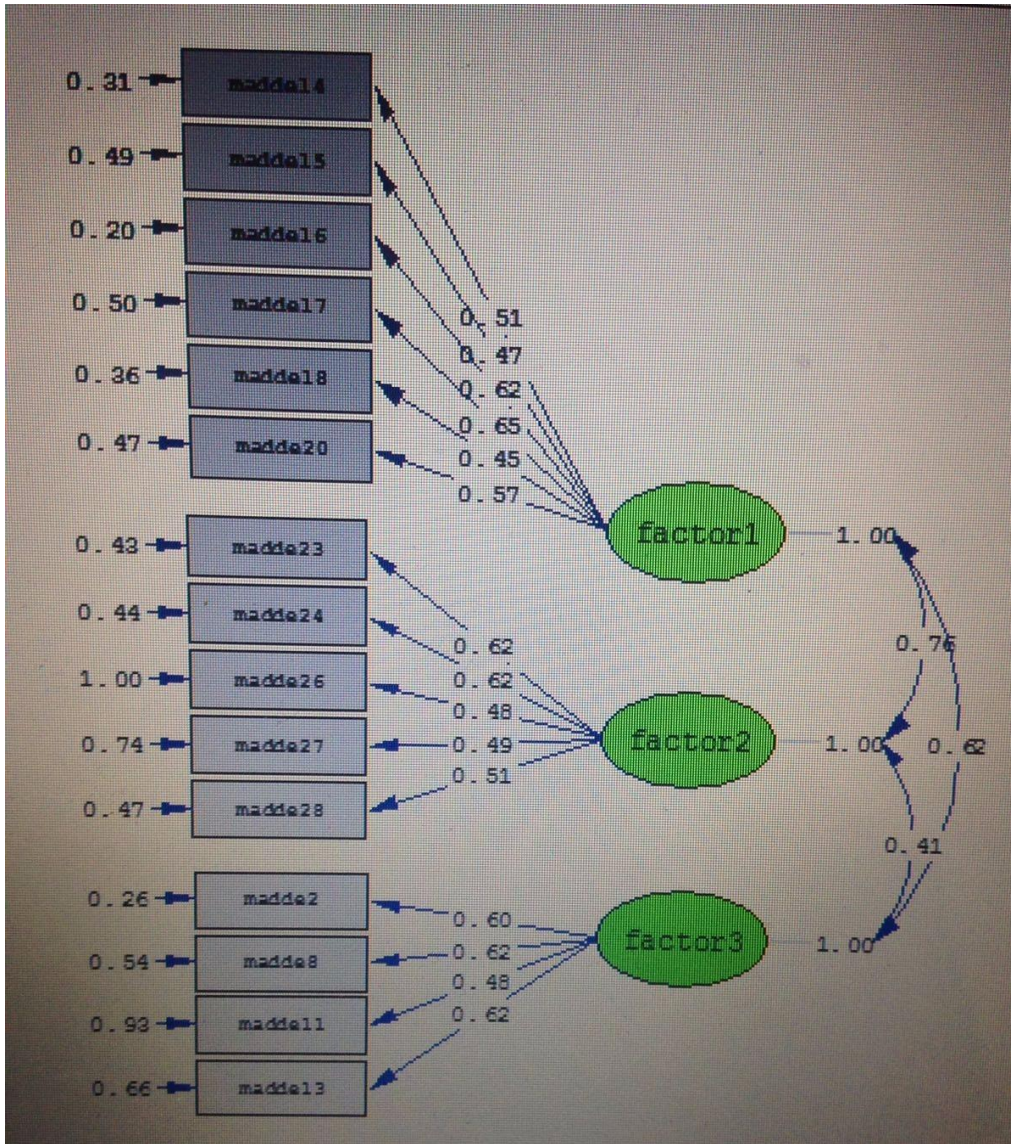 0.31 madde14
0.49 madde15
0.20 madde16
0.50 madde17
0.51
0.36 madde18
0.47
0.62
0.65
0.47 madde20
0.45
0.57
factor1 1.00
0.43 madde23
0.44 madde24
0.62
0.76
1.00 madde26
0.62
0.48
0.74 madde27
0.49
factor2 1.00 0.62
0.51
0.47 madde28
0.41
0.26 madde2
0.60
factor3 1.00
0.54 madde8
0.62
0.48
0.93 madde11
0.62
0.66 madde13